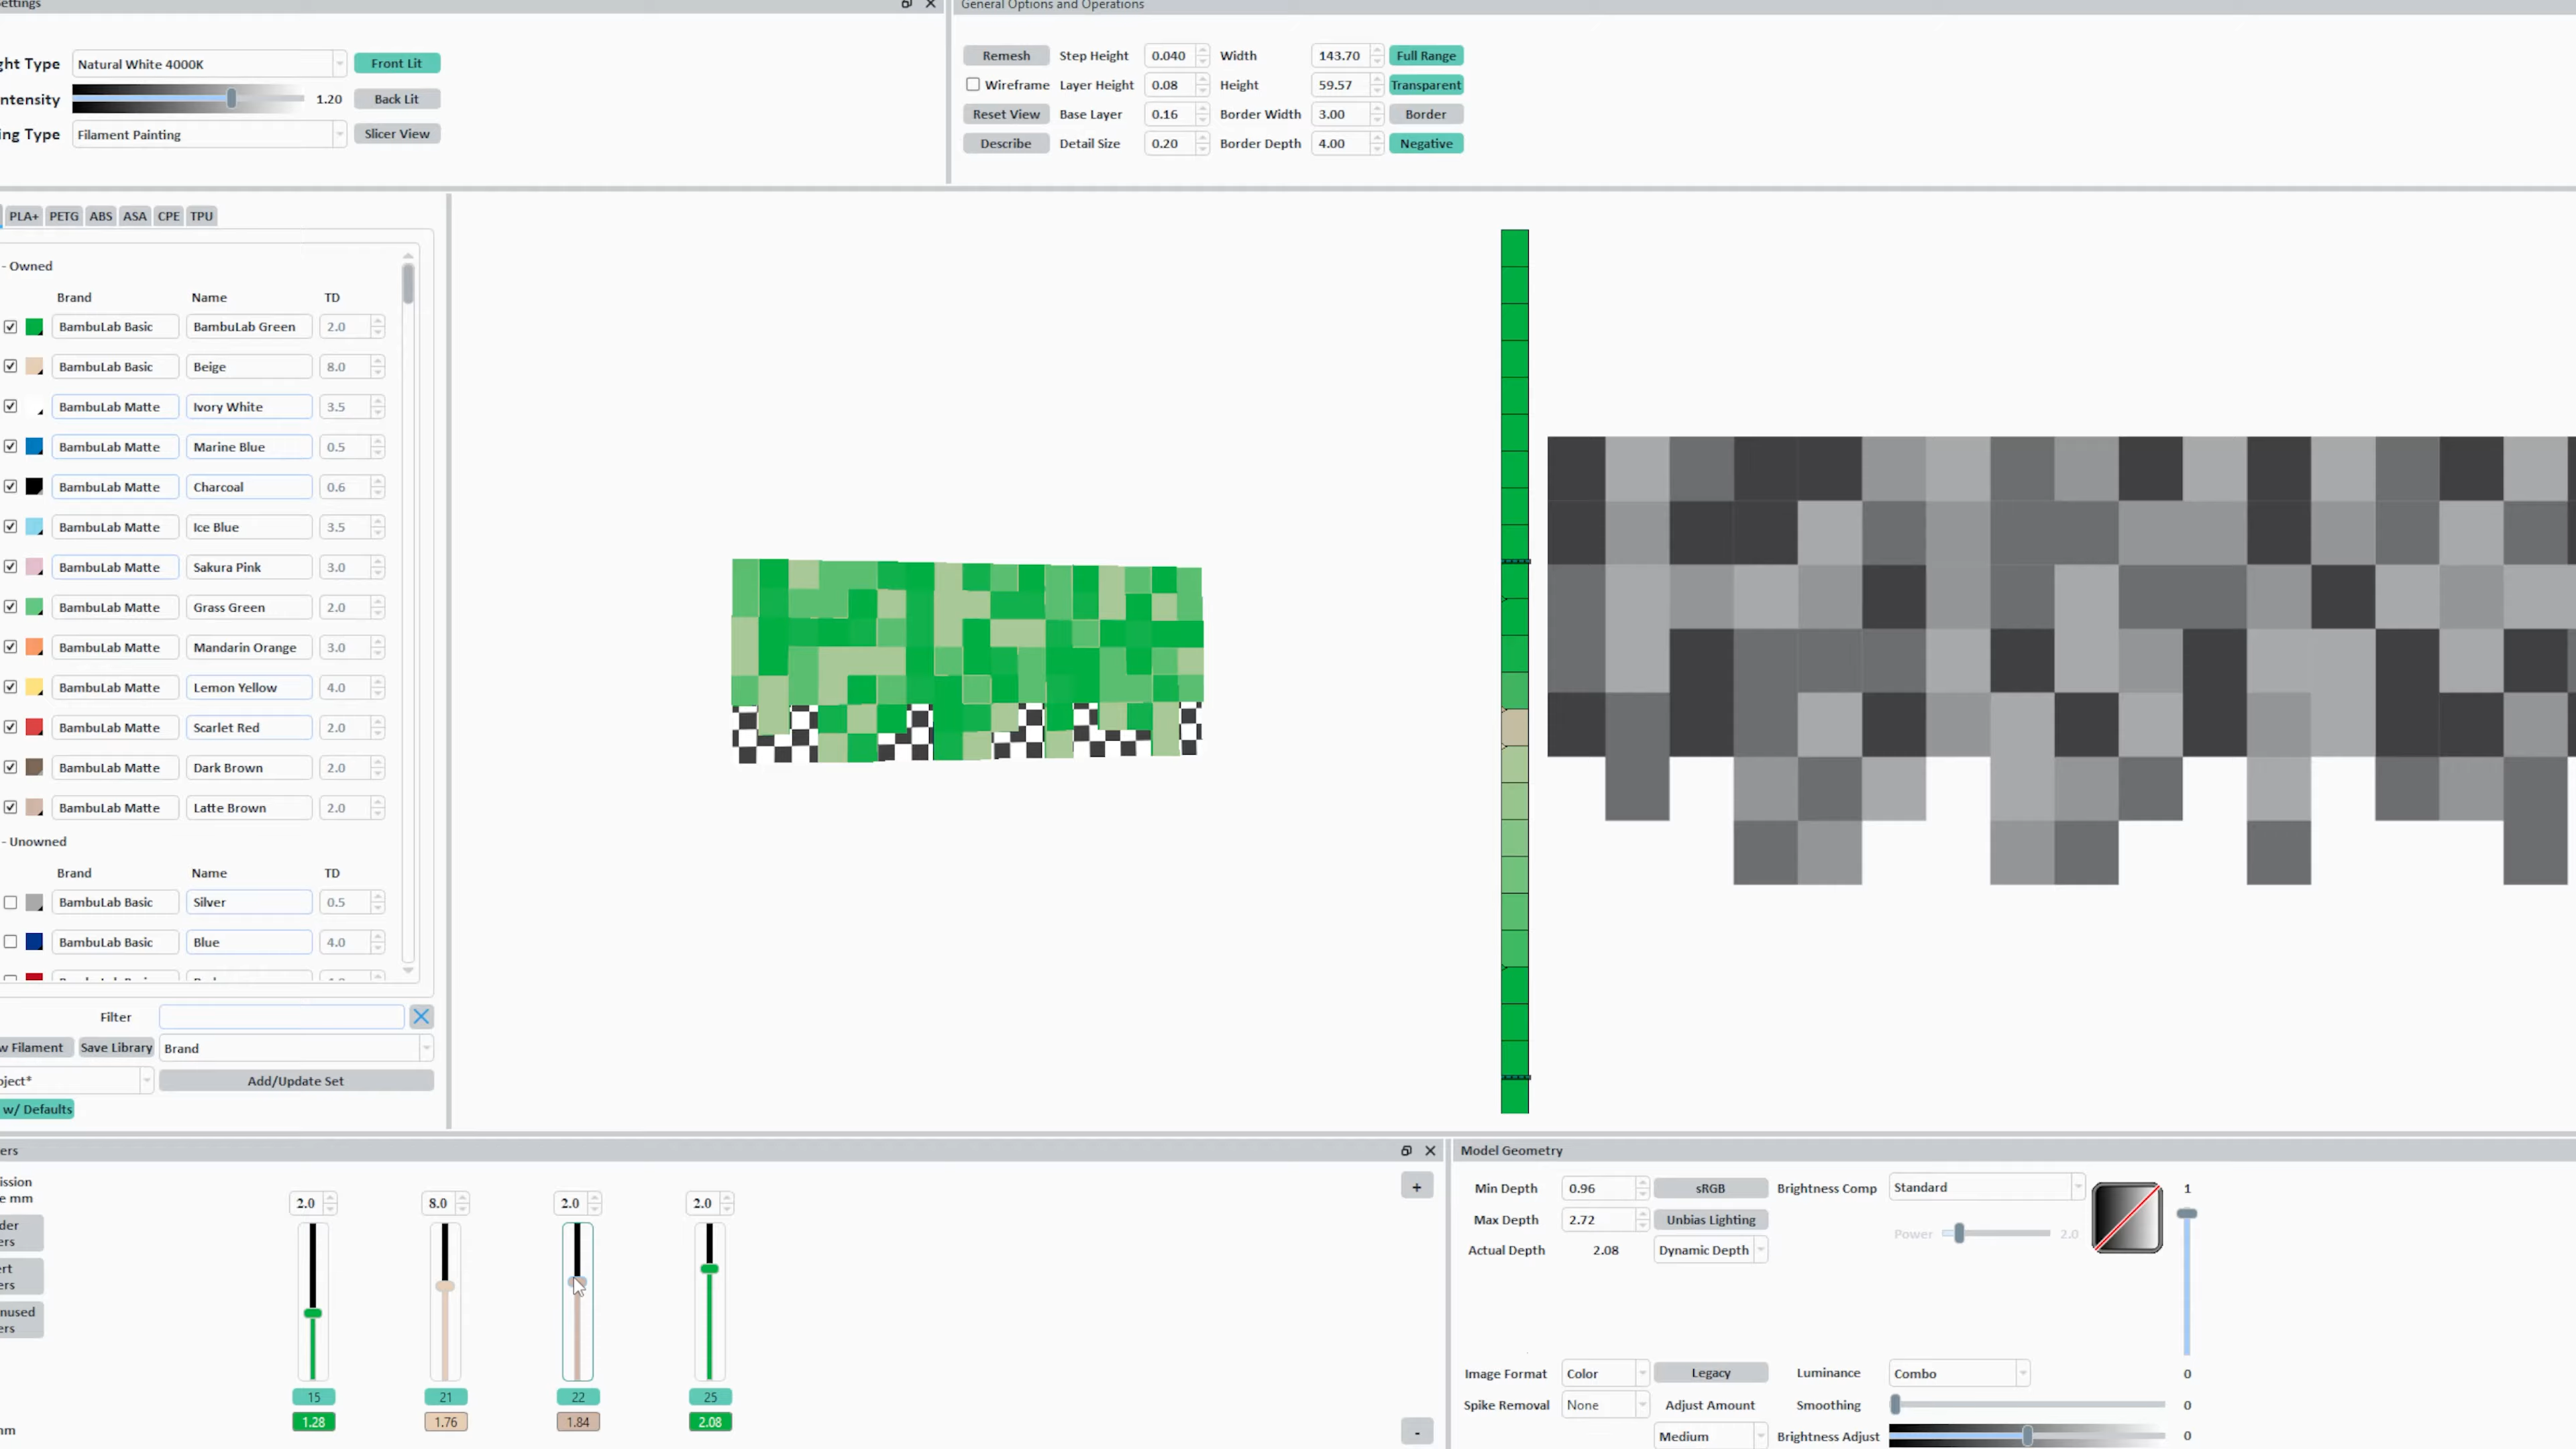 ettings
General Options and Operations
ght Type Natural White 4000K Front Lit
ntensity 1.20 Back Lit
ing Type Filament Painting Slicer View
Remesh Step Height 0.040 Width 143.70 Full Range
Wireframe Layer Height 0.08 Height 59.57 Transparent
Reset View Base Layer 0.16 Border Width 3.00 Border
Describe Detail Size 0.20 Border Depth 4.00 Negative
PLA+ PETG ABS ASA CPE TPU
- Owned
Brand Name TD
BambuLab Basic BambuLab Green 2.0
BambuLab Basic Beige 8.0
BambuLab Matte Ivory White 3.5
BambuLab Matte Marine Blue 0.5
BambuLab Matte Charcoal 0.6
BambuLab Matte Ice Blue 3.5
BambuLab Matte Sakura Pink 3.0
BambuLab Matte Grass Green 2.0
BambuLab Matte Mandarin Orange 3.0
BambuLab Matte Lemon Yellow 4.0
BambuLab Matte Scarlet Red 2.0
BambuLab Matte Dark Brown 2.0
BambuLab Matte Latte Brown 2.0
- Unowned
Brand Name TD
BambuLab Basic Silver 0.5
BambuLab Basic Blue 4.0
Filter
w Filament Save Library Brand
ject* Add/Update Set
w/ Defaults
ers
ission
e mm
der
ers
ert
ers
nused
ers
nm
2.0 8.0 2.0 2.0
15 21 22 25
1.28 1.76 1.84 2.08
+
-
Model Geometry
Min Depth 0.96 sRGB Brightness Comp Standard 1
Max Depth 2.72 Unbias Lighting Power 2.0
Actual Depth 2.08 Dynamic Depth
Image Format Color Legacy Luminance Combo 0
Spike Removal None Adjust Amount Smoothing 0
Medium Brightness Adjust 0